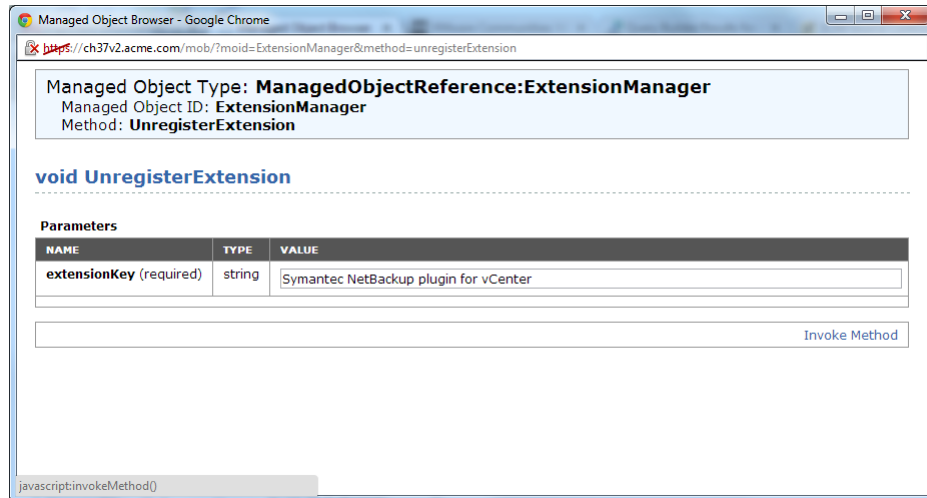 Managed Object Browser - Google Chrome
https://ch37v2.acme.com/mob/?moid=ExtensionManager&method=unregisterExtension
Managed Object Type: ManagedObjectReference:ExtensionManager
Managed Object ID: ExtensionManager
Method: UnregisterExtension
void UnregisterExtension
Parameters
NAME TYPE VALUE
extensionKey (required) string Symantec NetBackup plugin for vCenter
Invoke Method
javascript:invokeMethod()